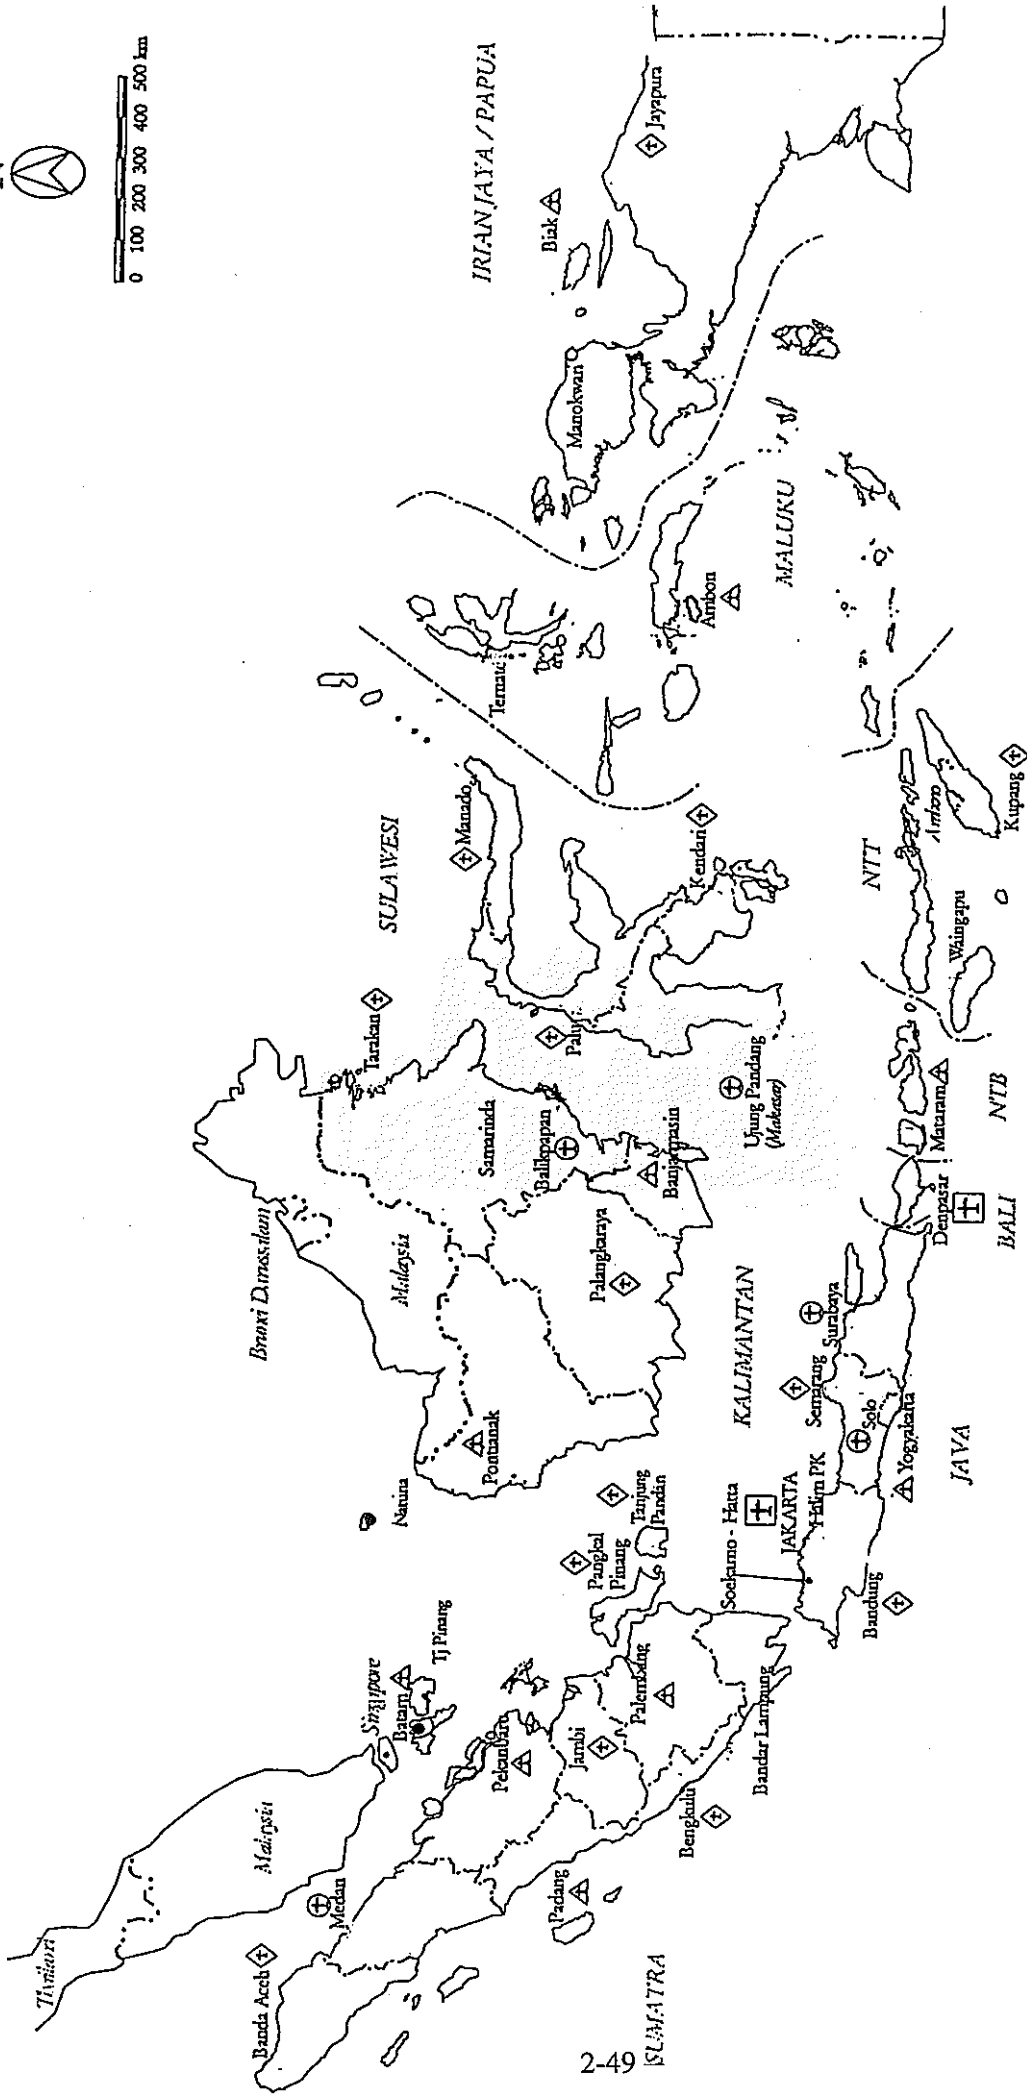 N
0 100 200 300 400 500 km
Thailand
Malaysia
Singapore
Batam
Tj Pinang
Banda Aceh
Medan
Pekanbaru
Padang
Jambi
Palembang
Bengkulu
Bandar Lampung
SUMATRA
Natuna
Pangkal
Pinang
Tanjung
Pandan
Brunei Darussalam
Malaysia
Pontianak
Palangkaraya
Samarinda
Balikpapan
Banjarmasin
Tarakan
KALIMANTAN
Soekarno - Hatta
JAKARTA
Halim PK
Bandung
Semarang
Solo
Yogyakarta
Surabaya
JAVA
Denpasar
BALI
Mataram
NTB
SULAWESI
Manado
Palu
Kendari
Ujung Pandang
(Makasar)
NTT
Waingapu
Kupang
Ternate
Ambon
MALUKU
IRIANJAYA / PAPUA
Manokwari
Biak
Jayapura
2-49